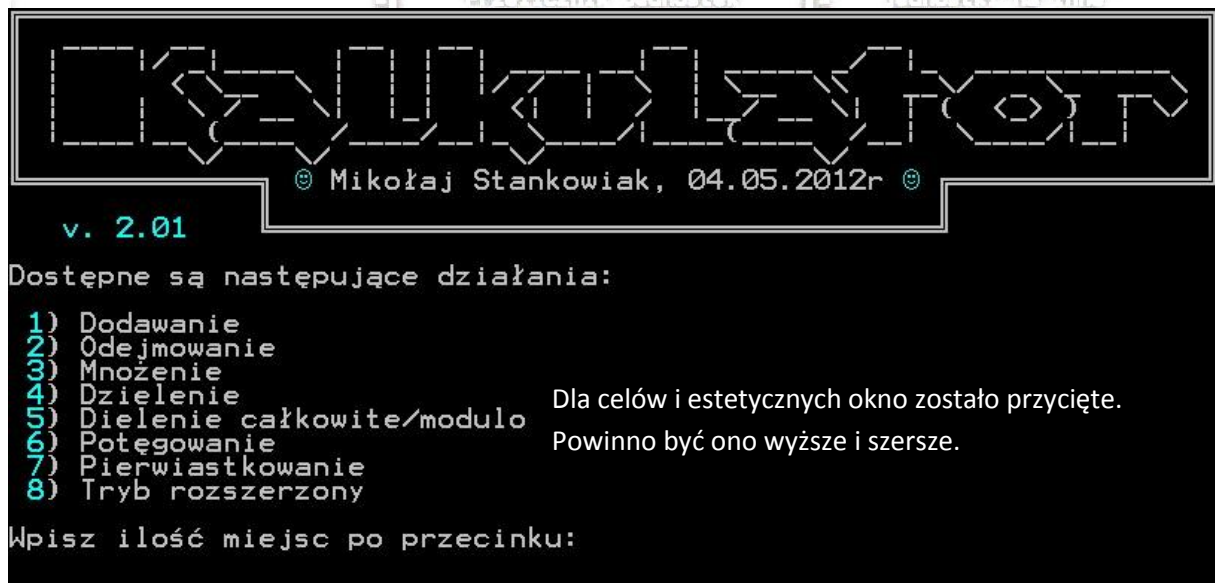 Kalkulator
☺ Mikołaj Stankowiak, 04.05.2012r ☺
v. 2.01
Dostępne są następujące działania:
1) Dodawanie
2) Odejmowanie
3) Mnożenie
4) Dzielenie
5) Dielenie całkowite/modulo
6) Potęgowanie
7) Pierwiastkowanie
8) Tryb rozszerzony
Dla celów i estetycznych okno zostało przycięte.
Powinno być ono wyższe i szersze.
Wpisz ilość miejsc po przecinku: